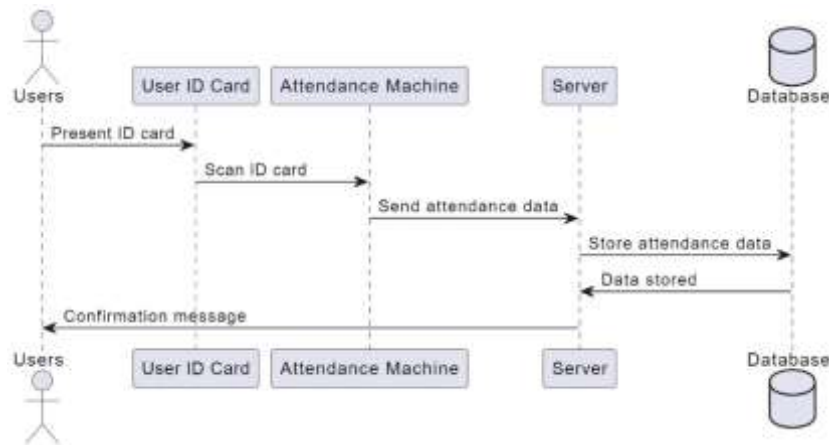 Users
User ID Card
Attendance Machine
Server
Database
Present ID card
Scan ID card
Send attendance data
Store attendance data
Data stored
Confirmation message
Users
User ID Card
Attendance Machine
Server
Database